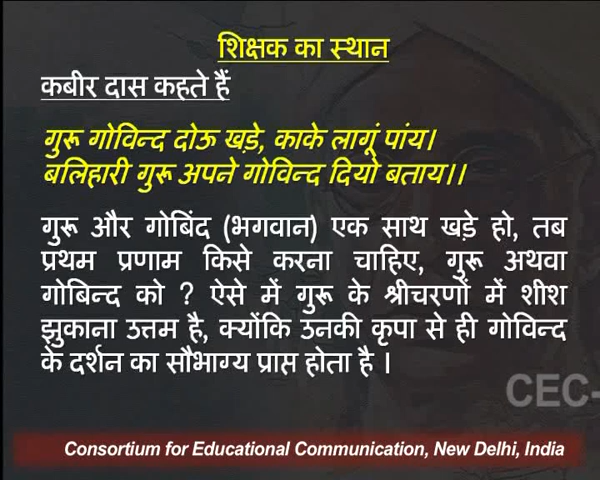 शिक्षक का स्थान
कबीर दास कहते हैं
गुरू गोविन्द दोऊ खड़े, काके लागूं पांय।
बलिहारी गुरू अपने गोविन्द दियो बताय।।
गुरू और गोबिंद (भगवान) एक साथ खड़े हो, तब
प्रथम प्रणाम किसे करना चाहिए, गुरू अथवा
गोबिन्द को ? ऐसे में गुरू के श्रीचरणों में शीश
झुकाना उत्तम है, क्योंकि उनकी कृपा से ही गोविन्द
के दर्शन का सौभाग्य प्राप्त होता है ।
CEC-
Consortium for Educational Communication, New Delhi, India